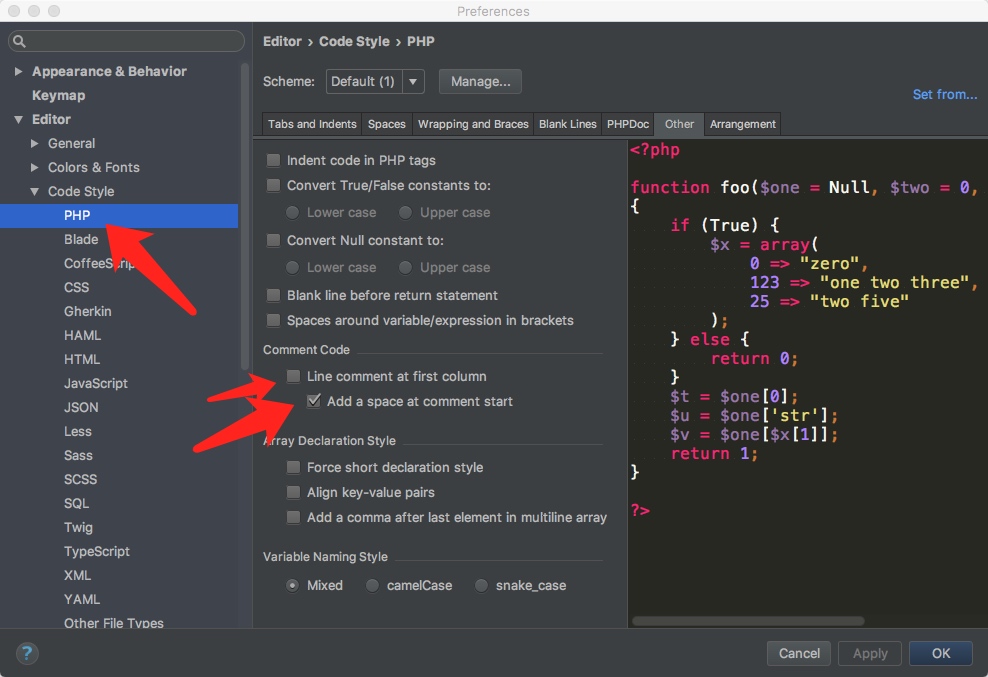 Preferences
Appearance & Behavior
Keymap
Editor
General
Colors & Fonts
Code Style
PHP
Blade
CoffeeScrip
CSS
Gherkin
HAML
HTML
JavaScript
JSON
Less
Sass
SCSS
SQL
Twig
TypeScript
XML
YAML
Other File Types
Editor › Code Style › PHP
Scheme: Default (1) Manage...
Set from...
Tabs and Indents Spaces Wrapping and Braces Blank Lines PHPDoc Other Arrangement
Indent code in PHP tags
Convert True/False constants to:
Lower case Upper case
Convert Null constant to:
Lower case Upper case
Blank line before return statement
Spaces around variable/expression in brackets
Comment Code
Line comment at first column
Add a space at comment start
Array Declaration Style
Force short declaration style
Align key-value pairs
Add a comma after last element in multiline array
Variable Naming Style
Mixed camelCase snake_case
<?php
function foo($one = Null, $two = 0,
{
if (True) {
$x = array(
0 => "zero",
123 => "one two three",
25 => "two five"
);
} else {
return 0;
}
$t = $one[0];
$u = $one['str'];
$v = $one[$x[1]];
return 1;
}
?>
? Cancel Apply OK